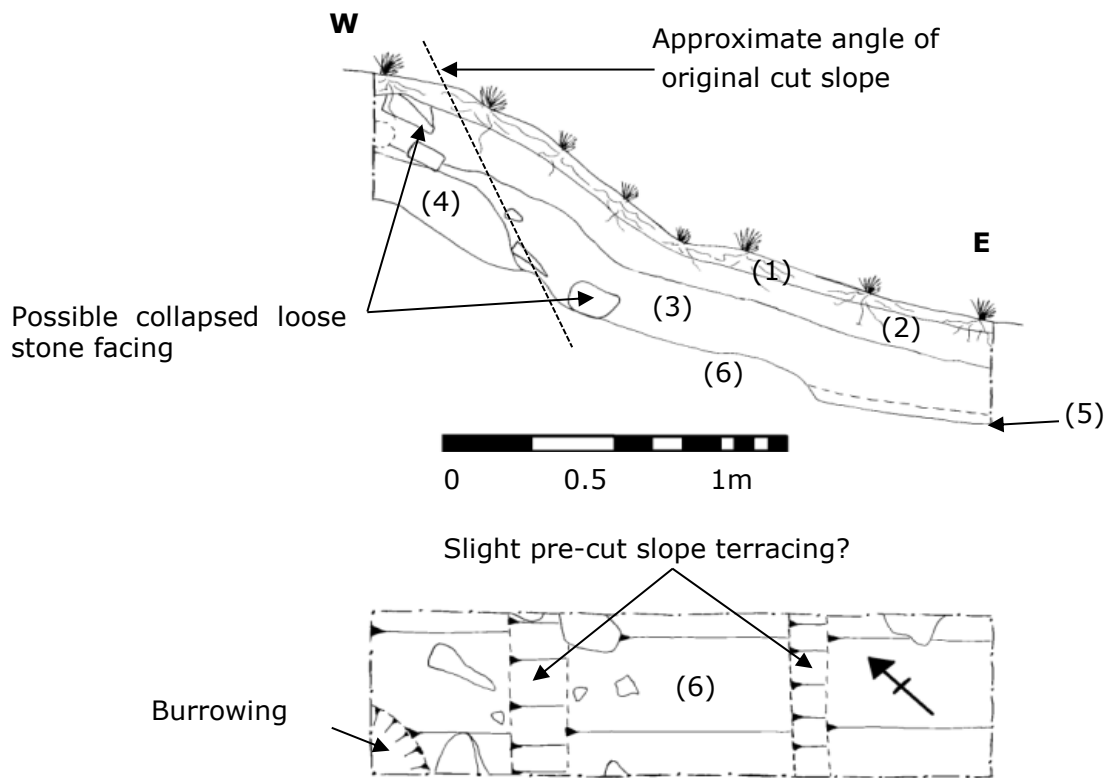 W
Approximate angle of
original cut slope
(4)
E
(1)
Possible collapsed loose
stone facing
(3)
(2)
(6)
(5)
0 0.5 1m
Slight pre-cut slope terracing?
(6)
Burrowing